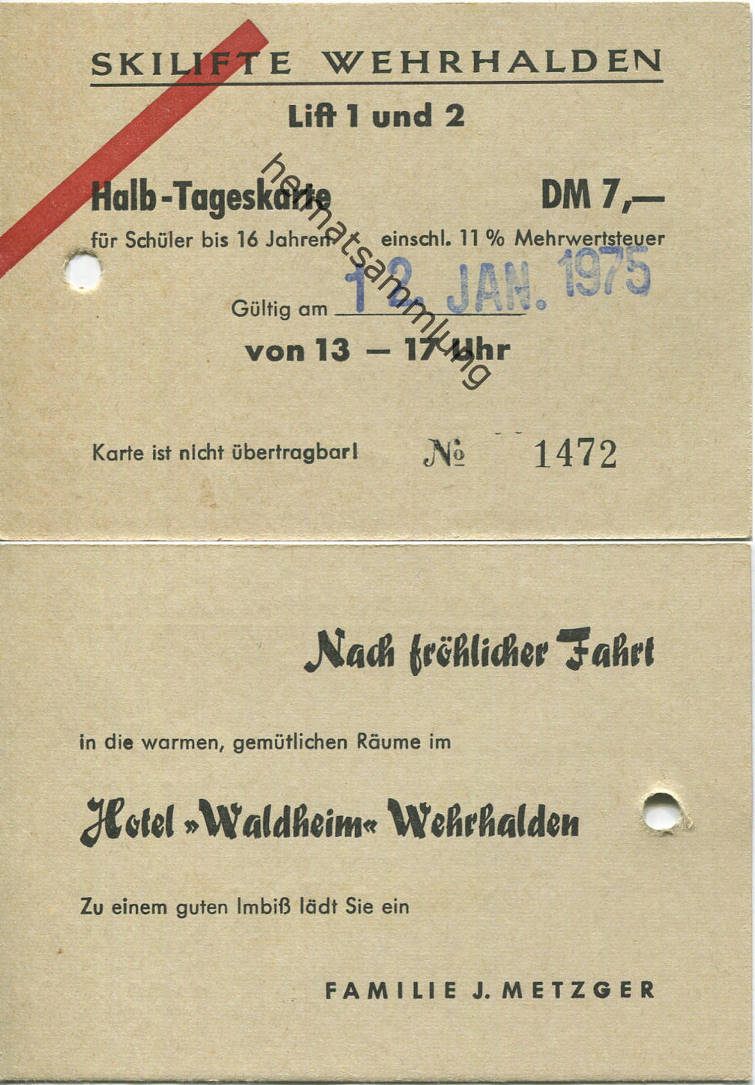 SKILIFTE WEHRHALDEN
Lift 1 und 2
Halb-Tageskarte DM 7,—
für Schüler bis 16 Jahren einschl. 11 % Mehrwertsteuer
Gültig am 12. JAN. 1975
von 13 — 17 Uhr
Karte ist nicht übertragbar! No 1472
heimatsammlung
Nach fröhlicher Fahrt
in die warmen, gemütlichen Räume im
Hotel »Waldheim« Wehrhalden
Zu einem guten Imbiß lädt Sie ein
FAMILIE J. METZGER